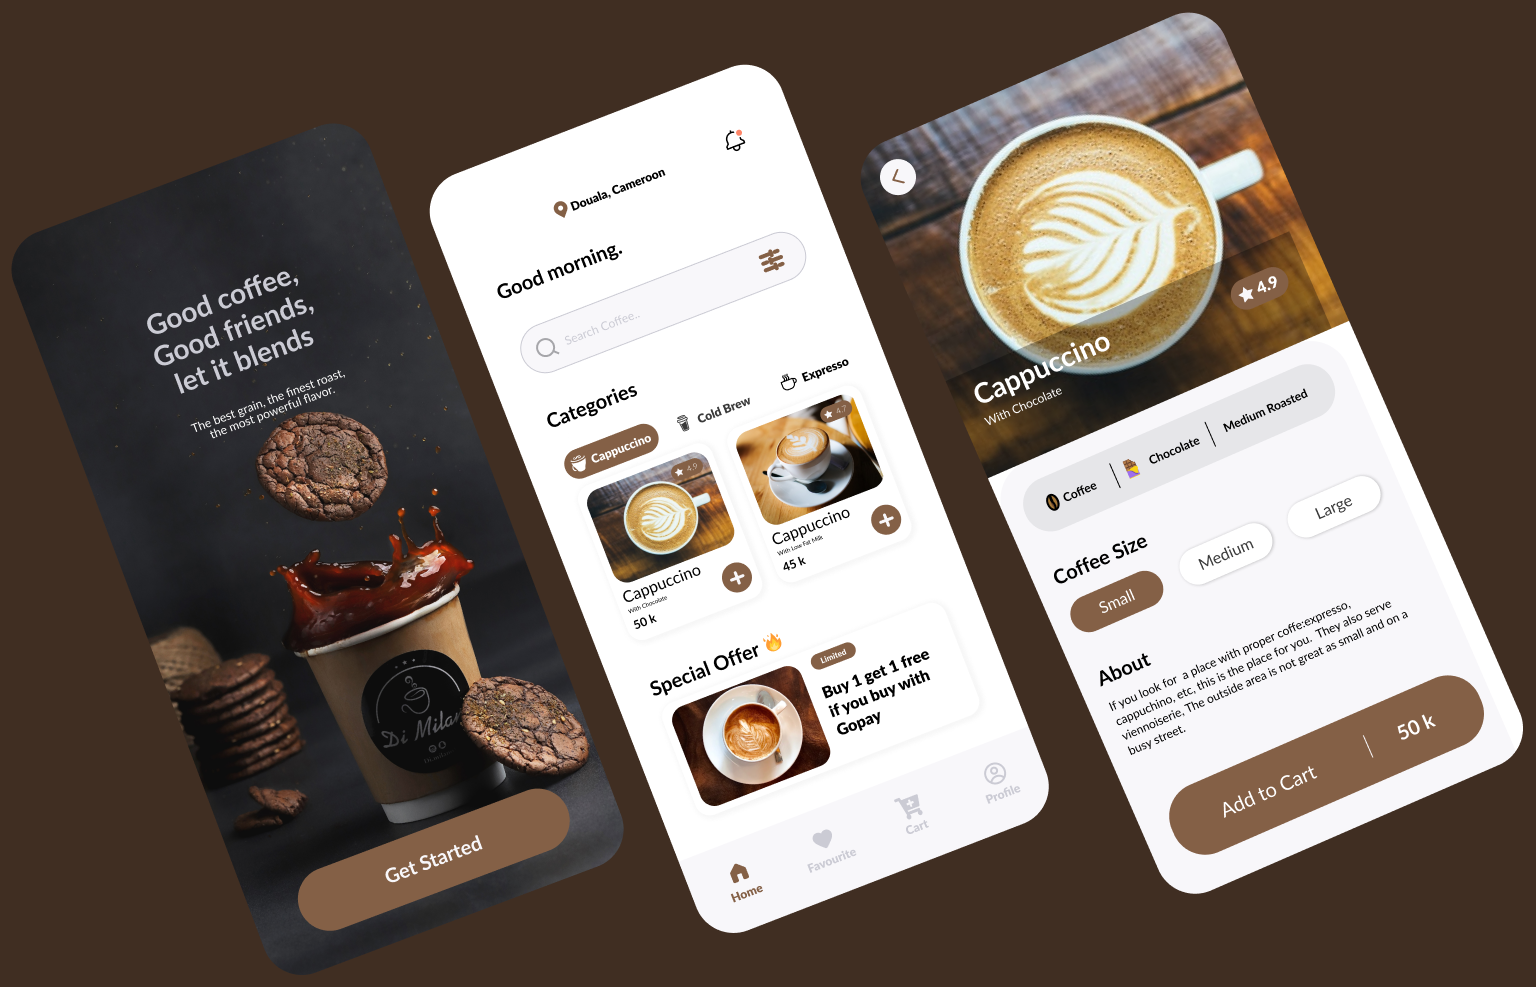 Good coffee,
Good friends,
let it blends
The best grain, the finest roast,
the most powerful flavor.
Di Milan
Get Started
Douala, Cameroon
Good morning.
Search Coffee..
Categories
Cappuccino
Cold Brew
Expresso
4.9
Cappuccino
With Chocolate
50 k
4.7
Cappuccino
With Low Fat Milk
45 k
Special Offer
Limited
Buy 1 get 1 free
if you buy with
Gopay
Home
Favourite
Cart
Profile
4.9
Cappuccino
With Chocolate
Coffee
Chocolate
Medium Roasted
Coffee Size
Small
Medium
Large
About
If you look for a place with proper coffe:expresso,
cappuchino, etc, this is the place for you. They also serve
viennoiserie, The outside area is not great as small and on a
busy street.
Add to Cart
50 k